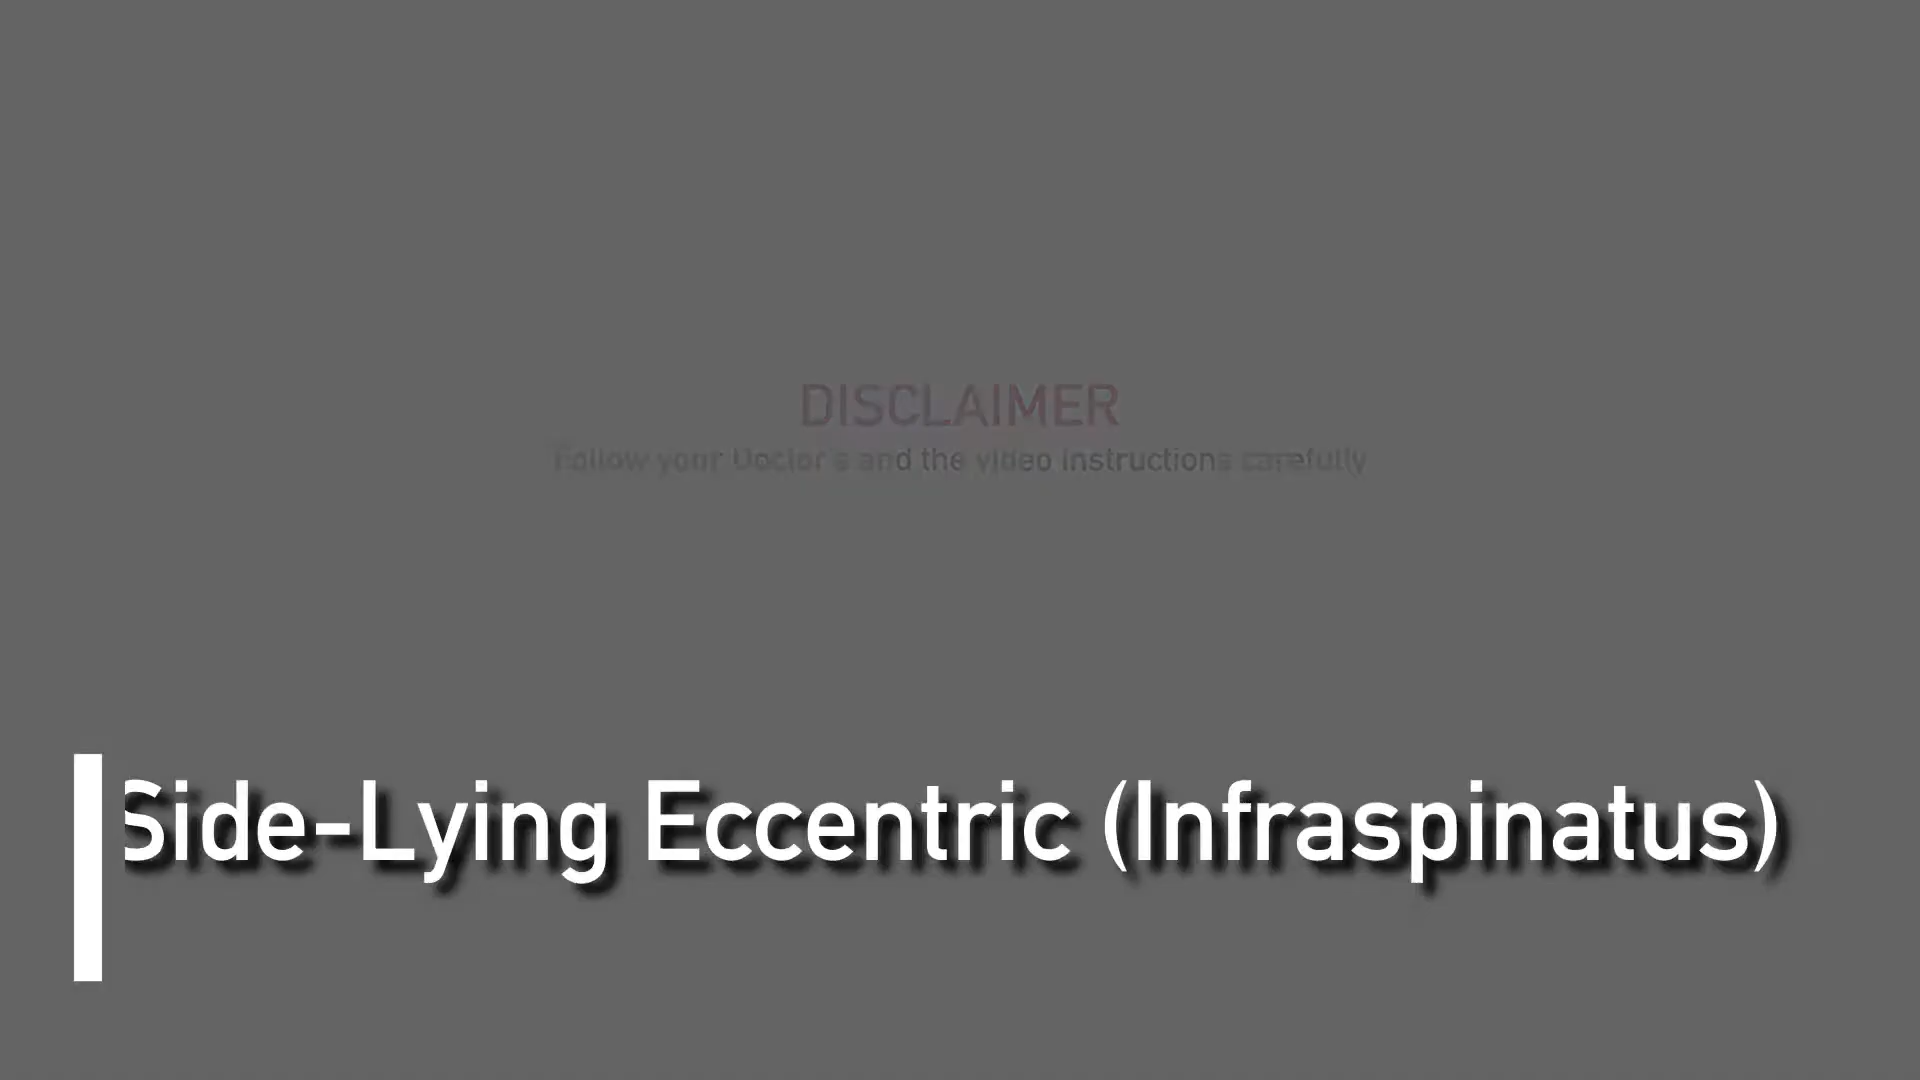 DISCLAIMER
Follow your Doctor's and the video instructions carefully
Side-Lying Eccentric (Infraspinatus)